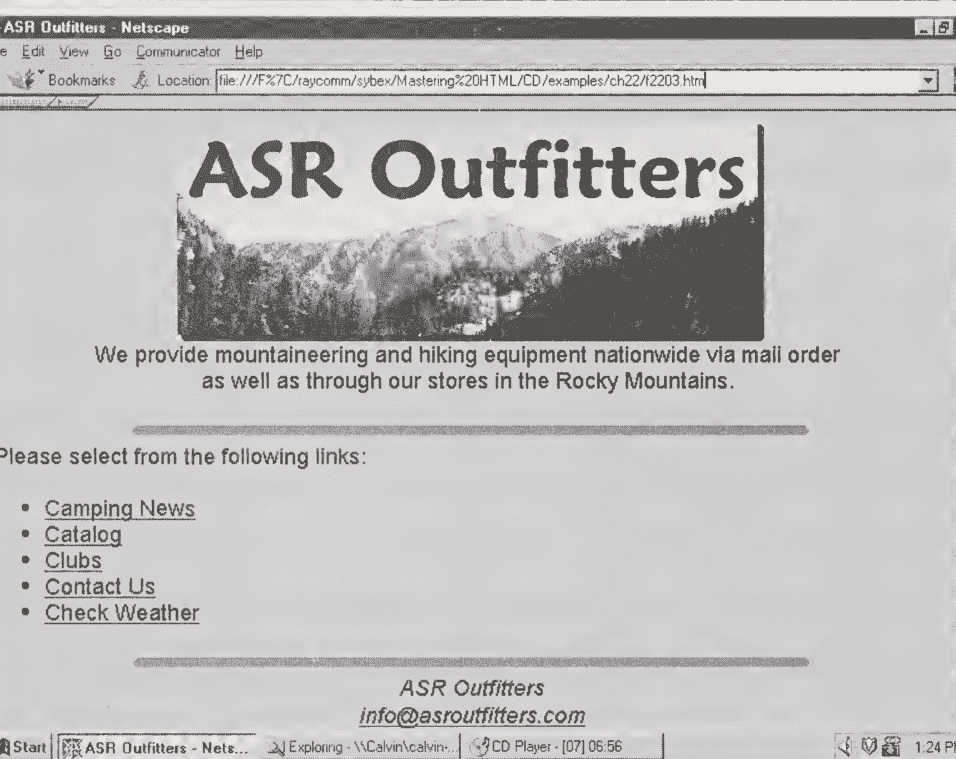 ASR Outfitters - Netscape
Edit View Go Communicator Help
Bookmarks Location: file:///F%7C/raycomm/sybex/Mastering%20HTML/CD/examples/ch22/f2203.htm
ASR Outfitters
We provide mountaineering and hiking equipment nationwide via mail order
as well as through our stores in the Rocky Mountains.
Please select from the following links:
• Camping News
• Catalog
• Clubs
• Contact Us
• Check Weather
ASR Outfitters
info@asroutfitters.com
Start ASR Outfitters - Nets... Exploring - \\Calvin\calvin-... CD Player - [07] 06:56 1:24 P